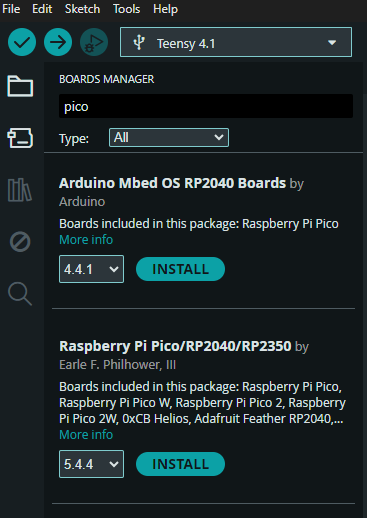 File Edit Sketch Tools Help
Teensy 4.1
BOARDS MANAGER
pico
Type: All
Arduino Mbed OS RP2040 Boards by
Arduino
Boards included in this package: Raspberry Pi Pico
More info
4.4.1 INSTALL
Raspberry Pi Pico/RP2040/RP2350 by
Earle F. Philhower, III
Boards included in this package: Raspberry Pi Pico,
Raspberry Pi Pico W, Raspberry Pi Pico 2, Raspberry
Pi Pico 2W, 0xCB Helios, Adafruit Feather RP2040,...
More info
5.4.4 INSTALL